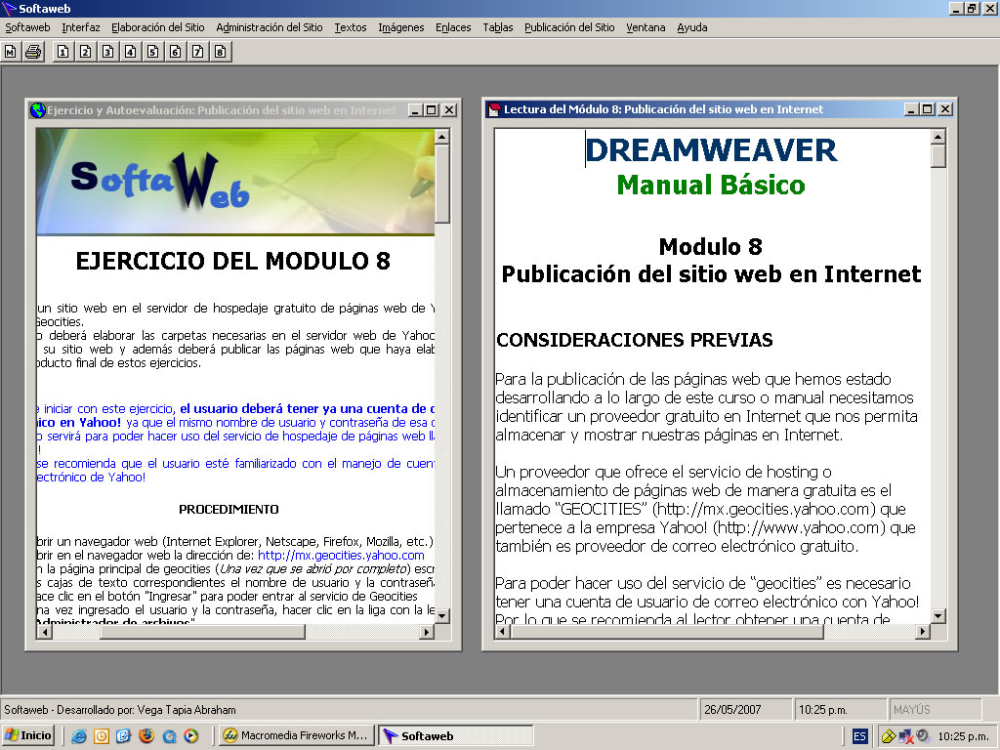 Softaweb
Softaweb Interfaz Elaboración del Sitio Administración del Sitio Textos Imágenes Enlaces Tablas Publicación del Sitio Ventana Ayuda
M 1 2 3 4 5 6 7 8
Ejercicio y Autoevaluación: Publicación del sitio web en Internet
SoftaWeb
EJERCICIO DEL MODULO 8
un sitio web en el servidor de hospedaje gratuito de páginas web de Y
Geocities.
o deberá elaborar las carpetas necesarias en el servidor web de Yahoo
su sitio web y además deberá publicar las páginas web que haya elab
oducto final de estos ejercicios.
e iniciar con este ejercicio, el usuario deberá tener ya una cuenta de c
nico en Yahoo! ya que el mismo nombre de usuario y contraseña de esa c
o servirá para poder hacer uso del servicio de hospedaje de páginas web ll
!
se recomienda que el usuario esté familiarizado con el manejo de cuen
ectrónico de Yahoo!
PROCEDIMIENTO
brir un navegador web (Internet Explorer, Netscape, Firefox, Mozilla, etc.)
brir en el navegador web la dirección de: http://mx.geocities.yahoo.com
n la página principal de geocities (Una vez que se abrió por completo) escr
s cajas de texto correspondientes el nombre de usuario y la contraseñ
ace clic en el botón "Ingresar" para poder entrar al servicio de Geocities
na vez ingresado el usuario y la contraseña, hacer clic en la liga con la le
Administrador de archivos"
Lectura del Módulo 8: Publicación del sitio web en Internet
DREAMWEAVER
Manual Básico
Modulo 8
Publicación del sitio web en Internet
CONSIDERACIONES PREVIAS
Para la publicación de las páginas web que hemos estado
desarrollando a lo largo de este curso o manual necesitamos
identificar un proveedor gratuito en Internet que nos permita
almacenar y mostrar nuestras páginas en Internet.
Un proveedor que ofrece el servicio de hosting o
almacenamiento de páginas web de manera gratuita es el
llamado “GEOCITIES” (http://mx.geocities.yahoo.com) que
pertenece a la empresa Yahoo! (http://www.yahoo.com) que
también es proveedor de correo electrónico gratuito.
Para poder hacer uso del servicio de “geocities” es necesario
tener una cuenta de usuario de correo electrónico con Yahoo!
Por lo que se recomienda al lector obtener una cuenta de
Softaweb - Desarrollado por: Vega Tapia Abraham 26/05/2007 10:25 p.m. MAYÚS
Inicio Macromedia Fireworks M... Softaweb ES 10:25 p.m.